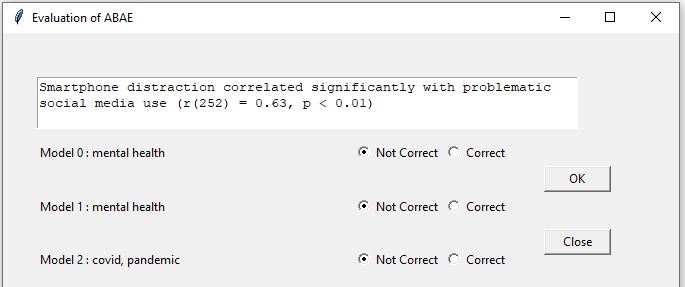 Evaluation of ABAE
Smartphone distraction correlated significantly with problematic
social media use (r(252) = 0.63, p < 0.01)
Model 0 : mental health Not Correct Correct
OK
Model 1 : mental health Not Correct Correct
Close
Model 2 : covid, pandemic Not Correct Correct